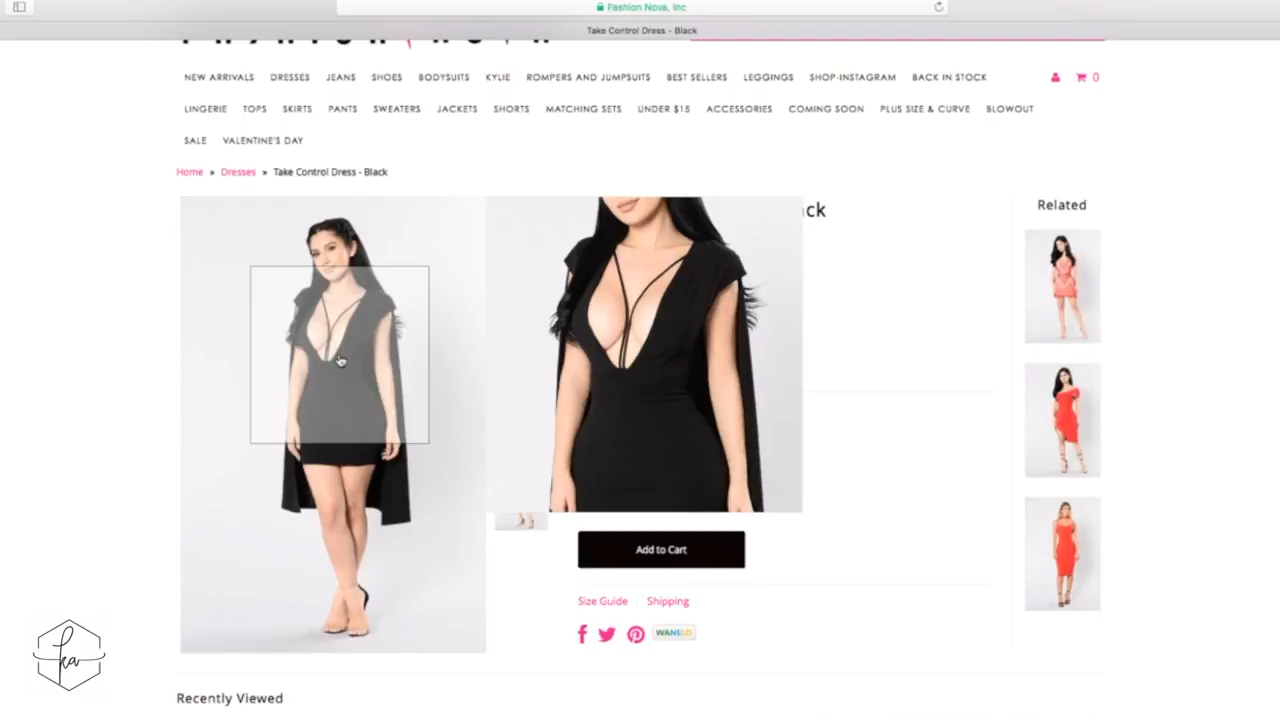 Fashion Nova, Inc
Take Control Dress - Black
NEW ARRIVALS DRESSES JEANS SHOES BODYSUITS KYLIE ROMPERS AND JUMPSUITS BEST SELLERS LEGGINGS SHOP-INSTAGRAM BACK IN STOCK
0
LINGERIE TOPS SKIRTS PANTS SWEATERS JACKETS SHORTS MATCHING SETS UNDER $15 ACCESSORIES COMING SOON PLUS SIZE & CURVE BLOWOUT
SALE VALENTINE'S DAY
Home » Dresses » Take Control Dress - Black
Related
Add to Cart
Size Guide Shipping
WANELO
ka
Recently Viewed